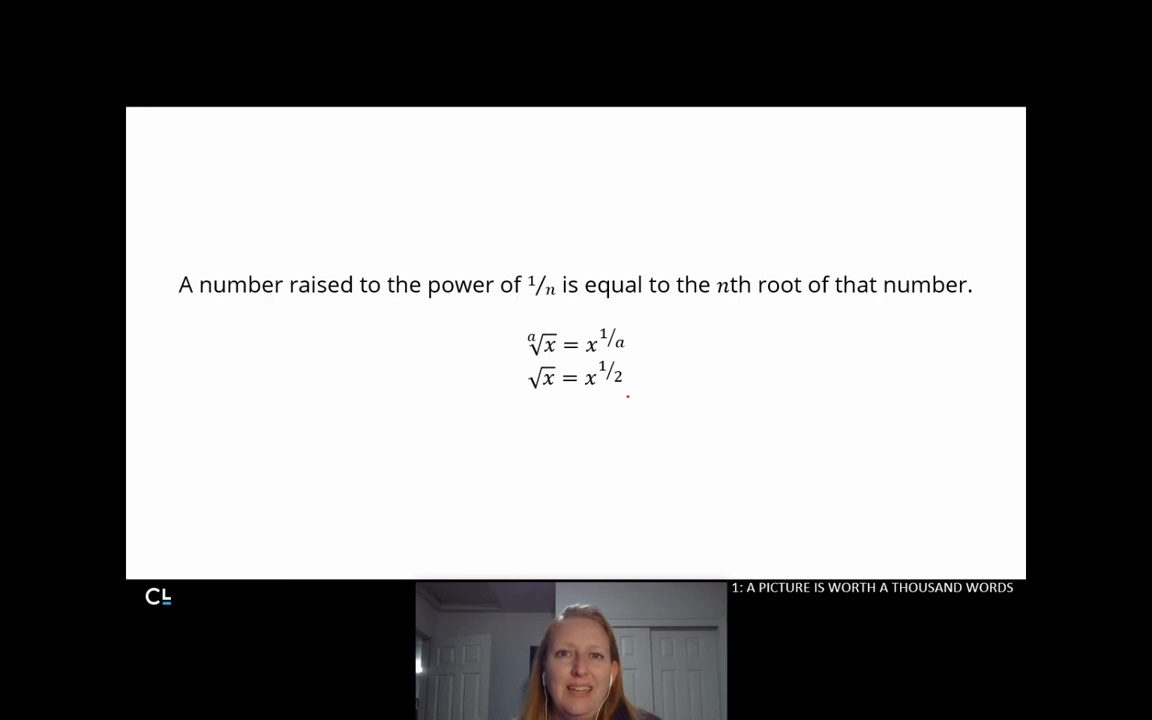 A number raised to the power of 1/n is equal to the nth root of that number.
ᵃ√x = x^1/a
√x = x^1/2
CL
1: A PICTURE IS WORTH A THOUSAND WORDS